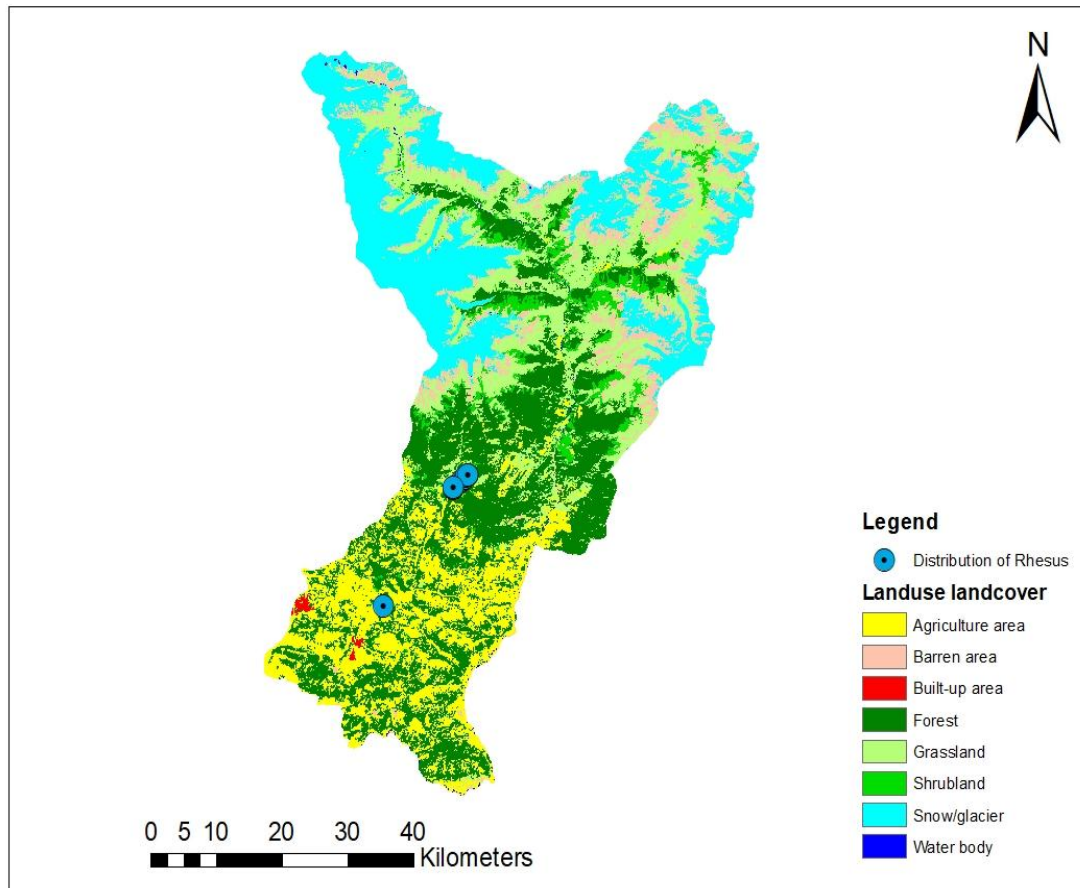 N
Legend
Distribution of Rhesus
Landuse landcover
Agriculture area
Barren area
Built-up area
Forest
Grassland
Shrubland
Snow/glacier
Water body
0 5 10 20 30 40
Kilometers